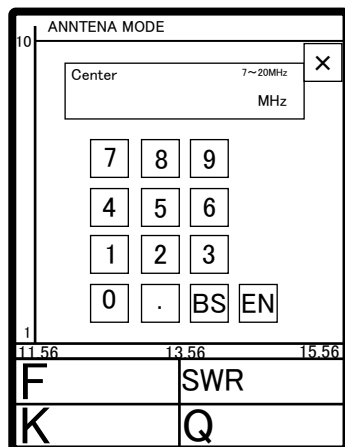 ANNTENA MODE
10
Center 7～20MHz ×
MHz
7 8 9
4 5 6
1 2 3
0 . BS EN
1
11.56 13.56 15.56
F SWR
K Q